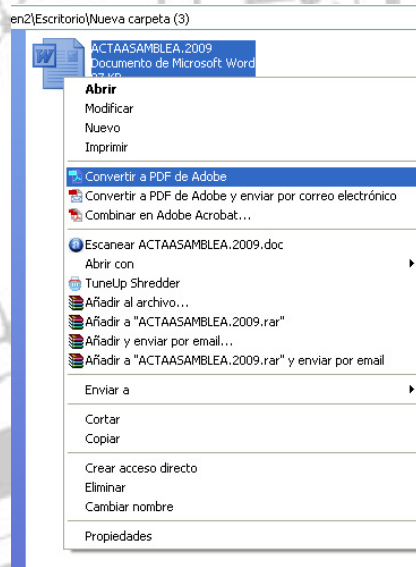 en2\Escritorio\Nueva carpeta (3)
ACTAASAMBLEA.2009
Documento de Microsoft Word
27 KB
Abrir
Modificar
Nuevo
Imprimir
Convertir a PDF de Adobe
Convertir a PDF de Adobe y enviar por correo electrónico
Combinar en Adobe Acrobat...
Escanear ACTAASAMBLEA.2009.doc
Abrir con
TuneUp Shredder
Añadir al archivo...
Añadir a "ACTAASAMBLEA.2009.rar"
Añadir y enviar por email...
Añadir a "ACTAASAMBLEA.2009.rar" y enviar por email
Enviar a
Cortar
Copiar
Crear acceso directo
Eliminar
Cambiar nombre
Propiedades